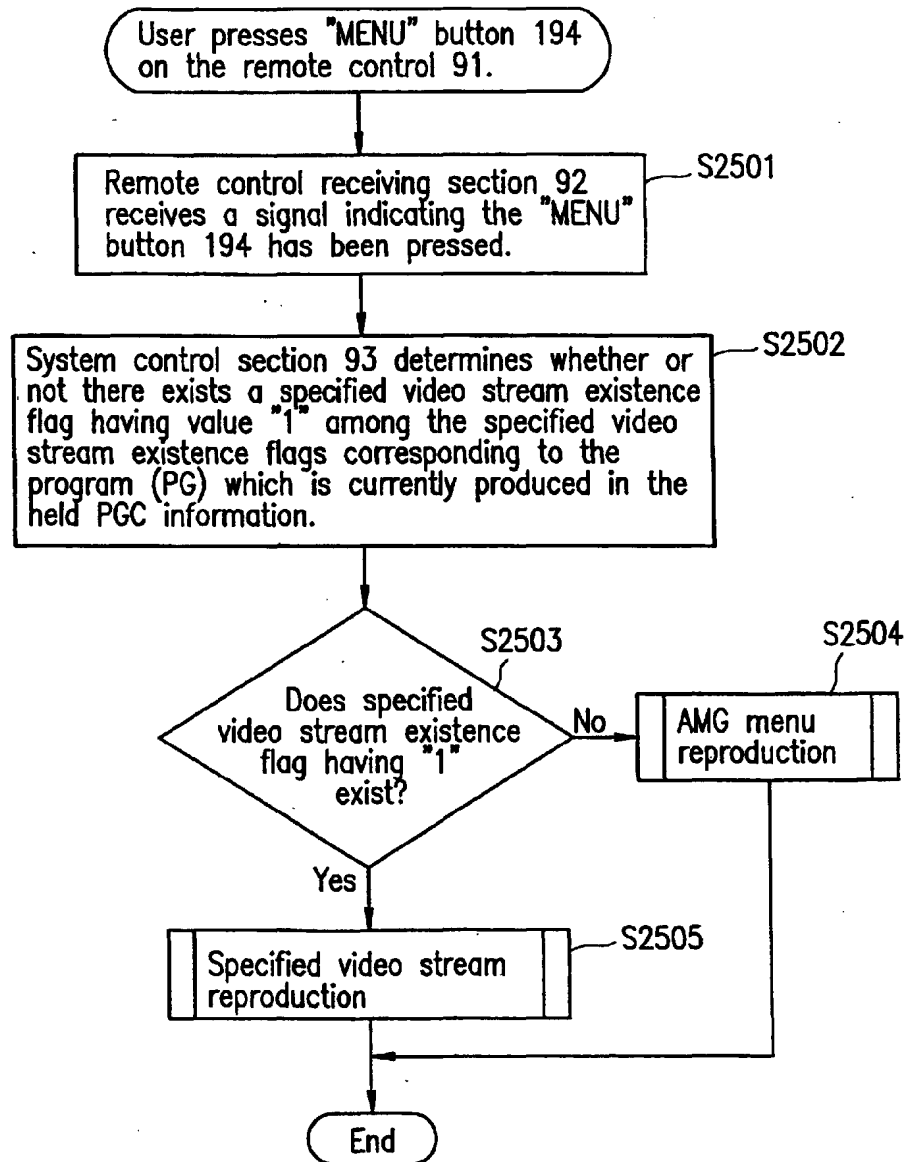 User presses "MENU" button 194
on the remote control 91.
S2501
Remote control receiving section 92
receives a signal indicating the "MENU"
button 194 has been pressed.
S2502
System control section 93 determines whether or
not there exists a specified video stream existence
flag having value "1" among the specified video
stream existence flags corresponding to the
program (PG) which is currently produced in the
held PGC information.
S2503
Does specified
video stream existence
flag having "1"
exist?
No
S2504
AMG menu
reproduction
Yes
S2505
Specified video stream
reproduction
End